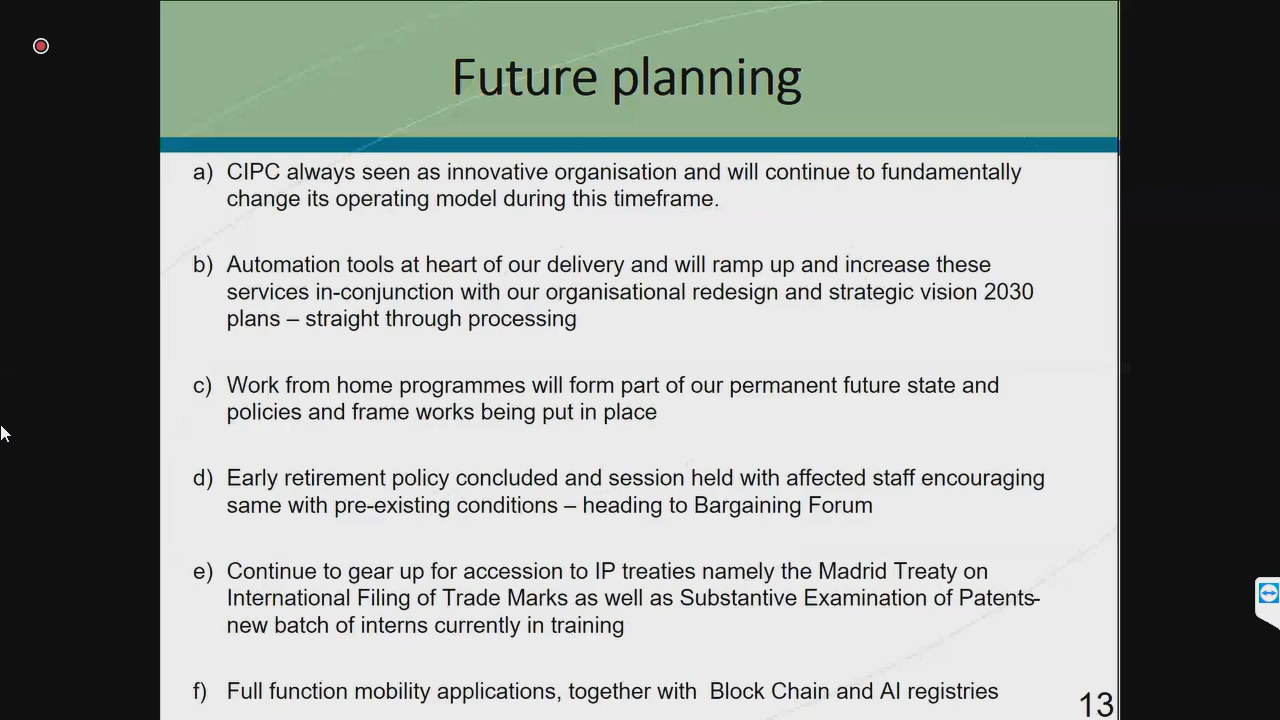 Future planning
a) CIPC always seen as innovative organisation and will continue to fundamentally
change its operating model during this timeframe.
b) Automation tools at heart of our delivery and will ramp up and increase these
services in-conjunction with our organisational redesign and strategic vision 2030
plans – straight through processing
c) Work from home programmes will form part of our permanent future state and
policies and frame works being put in place
d) Early retirement policy concluded and session held with affected staff encouraging
same with pre-existing conditions – heading to Bargaining Forum
e) Continue to gear up for accession to IP treaties namely the Madrid Treaty on
International Filing of Trade Marks as well as Substantive Examination of Patents-
new batch of interns currently in training
f) Full function mobility applications, together with  Block Chain and AI registries
13